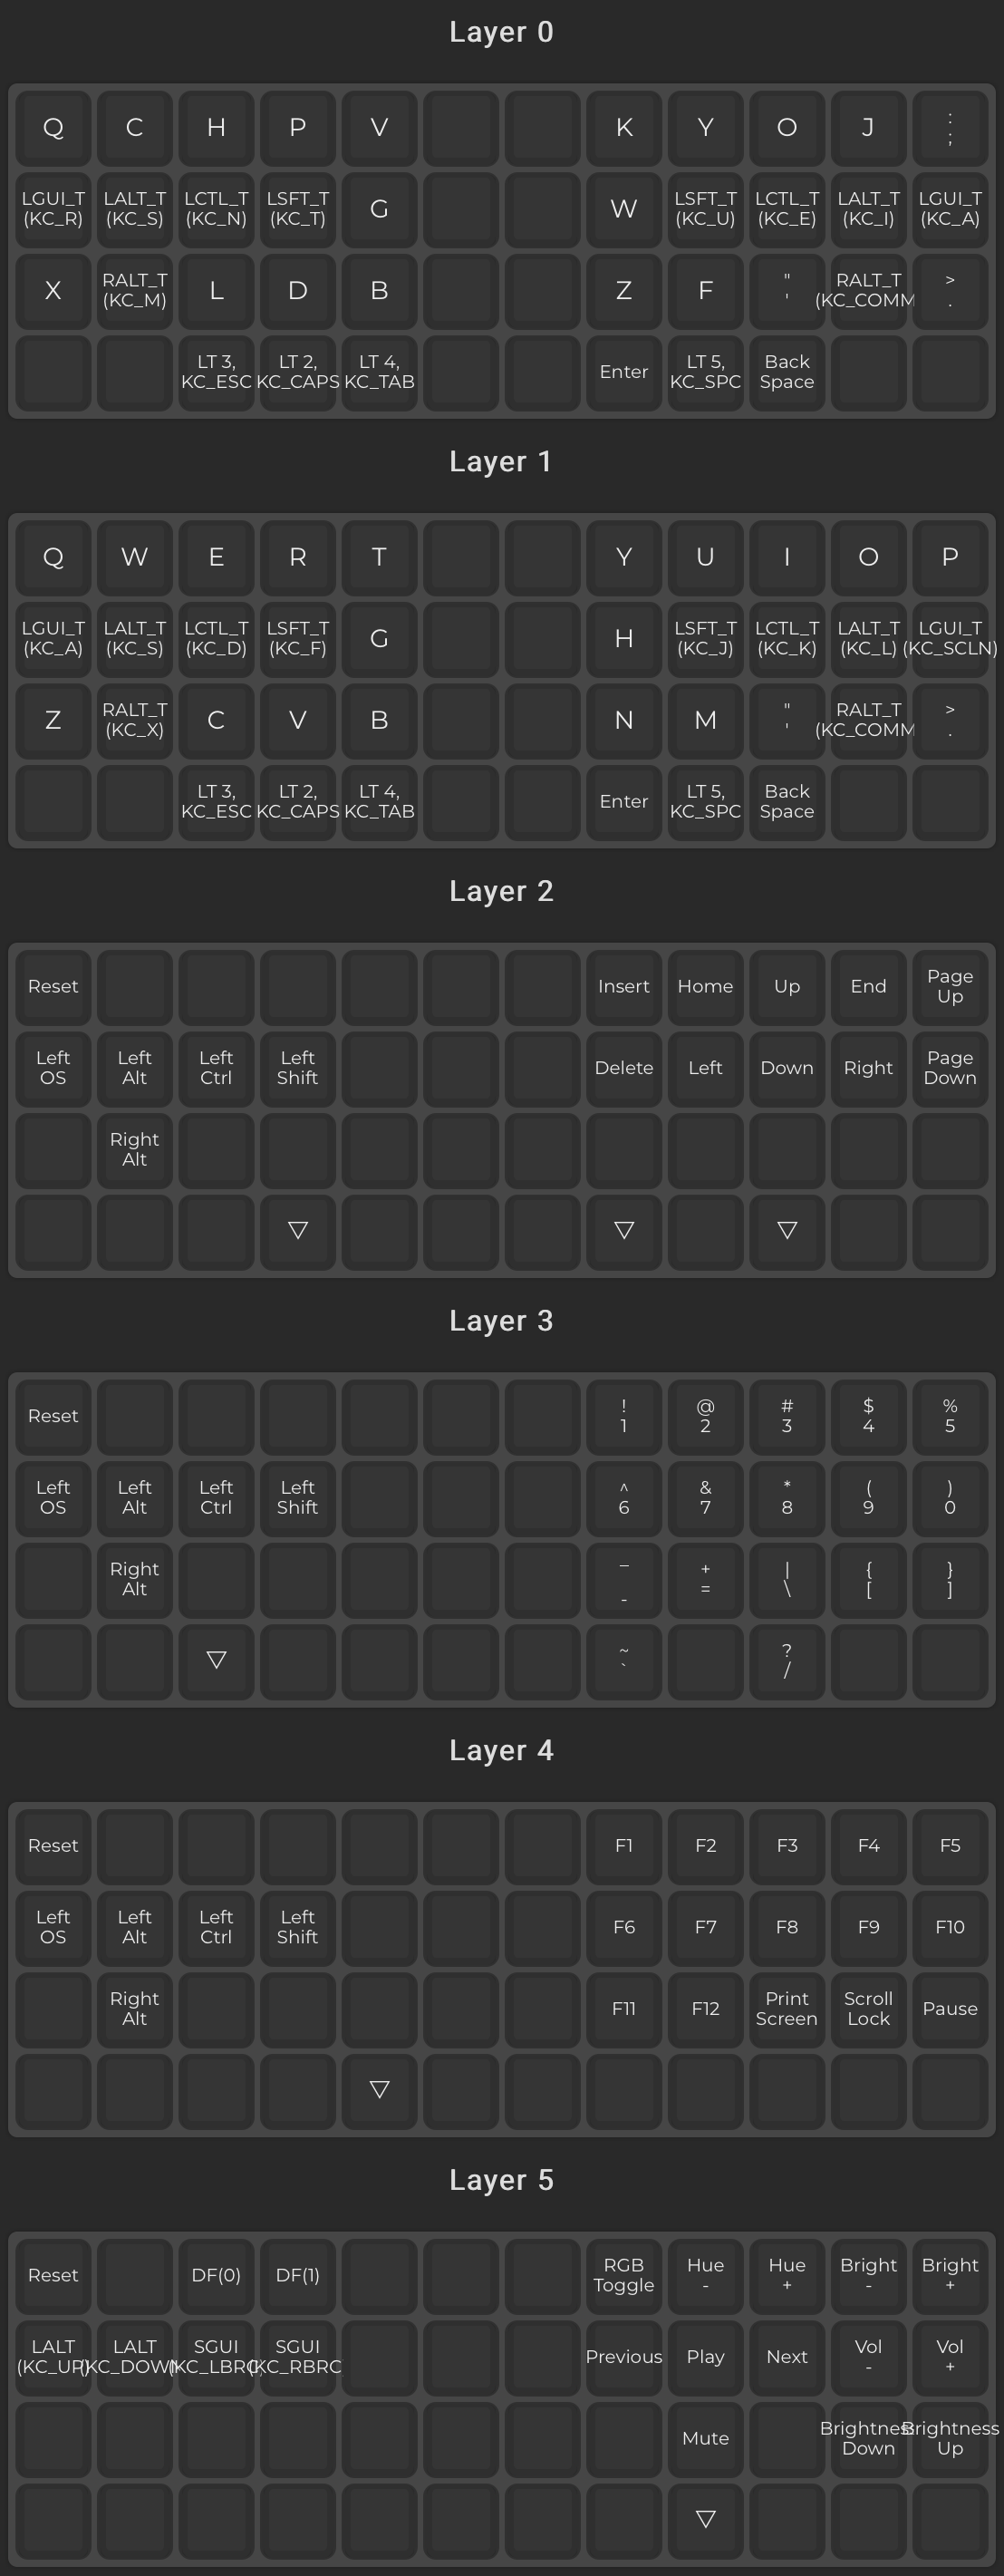 Layer 0
Q C H P V K Y O J :
;
LGUI_T LALT_T LCTL_T LSFT_T G W LSFT_T LCTL_T LALT_T LGUI_T
(KC_R) (KC_S) (KC_N) (KC_T) (KC_U) (KC_E) (KC_I) (KC_A)
X RALT_T L D B Z F " RALT_T >
(KC_M) ' (KC_COMM .
LT 3, LT 2, LT 4, Enter LT 5, Back
KC_ESC KC_CAPS KC_TAB KC_SPC Space
Layer 1
Q W E R T Y U I O P
LGUI_T LALT_T LCTL_T LSFT_T G H LSFT_T LCTL_T LALT_T LGUI_T
(KC_A) (KC_S) (KC_D) (KC_F) (KC_J) (KC_K) (KC_L) (KC_SCLN)
Z RALT_T C V B N M " RALT_T >
(KC_X) ' (KC_COMM .
LT 3, LT 2, LT 4, Enter LT 5, Back
KC_ESC KC_CAPS KC_TAB KC_SPC Space
Layer 2
Reset Insert Home Up End Page
Up
Left Left Left Left Delete Left Down Right Page
OS Alt Ctrl Shift Down
Right
Alt
▽ ▽ ▽
Layer 3
Reset ! @ # $ %
1 2 3 4 5
Left Left Left Left ^ & * ( )
OS Alt Ctrl Shift 6 7 8 9 0
Right _ + | { }
Alt - = \ [ ]
▽ ~ ?
` /
Layer 4
Reset F1 F2 F3 F4 F5
Left Left Left Left F6 F7 F8 F9 F10
OS Alt Ctrl Shift
Right F11 F12 Print Scroll Pause
Alt Screen Lock
▽
Layer 5
Reset DF(0) DF(1) RGB Hue Hue Bright Bright
Toggle - + - +
LALT LALT SGUI SGUI Previous Play Next Vol Vol
(KC_UP) (KC_DOWN (KC_LBRC (KC_RBRC - +
Mute Brightness Brightness
Down Up
▽